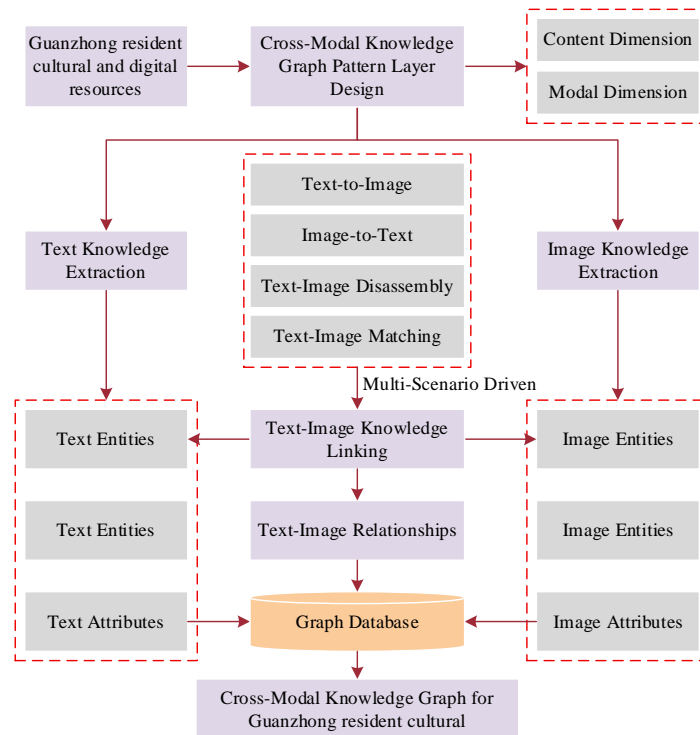 Guanzhong resident
cultural and digital
resources
Cross-Modal Knowledge
Graph Pattern Layer
Design
Content Dimension
Modal Dimension
Text-to-Image
Image-to-Text
Text-Image Disassembly
Text-Image Matching
Text Knowledge
Extraction
Image Knowledge
Extraction
Multi-Scenario Driven
Text Entities
Text-Image Knowledge
Linking
Image Entities
Text Entities
Text-Image Relationships
Image Entities
Text Attributes
Graph Database
Image Attributes
Cross-Modal Knowledge Graph for
Guanzhong resident cultural